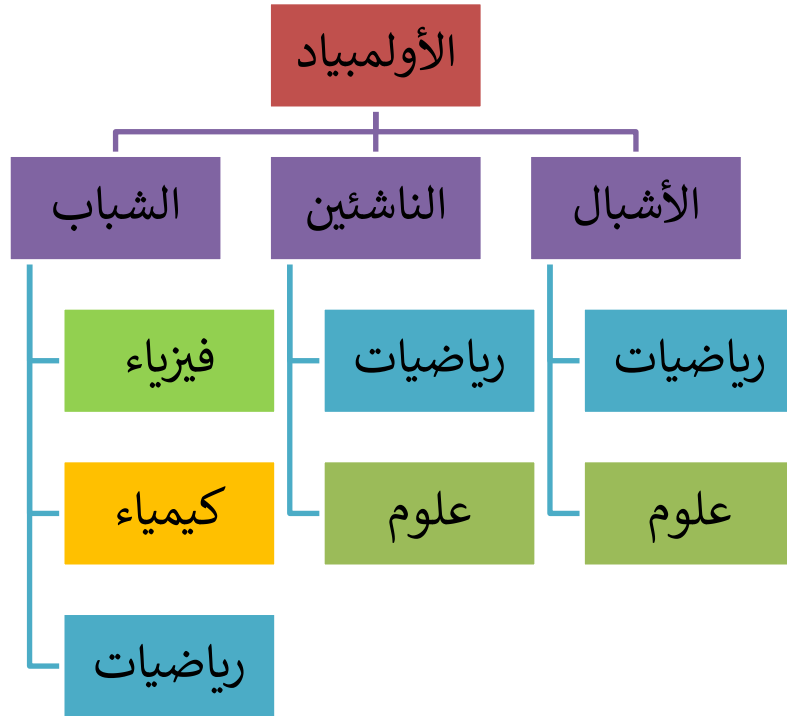 الأولمبياد
الأشبال
الناشئين
الشباب
رياضيات
رياضيات
فيزياء
علوم
علوم
كيمياء
رياضيات